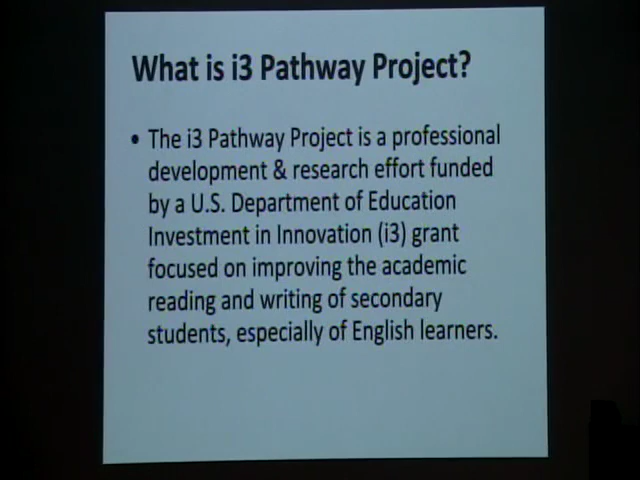 What is i3 Pathway Project?
• The i3 Pathway Project is a professional
development & research effort funded
by a U.S. Department of Education
Investment in Innovation (i3) grant
focused on improving the academic
reading and writing of secondary
students, especially of English learners.